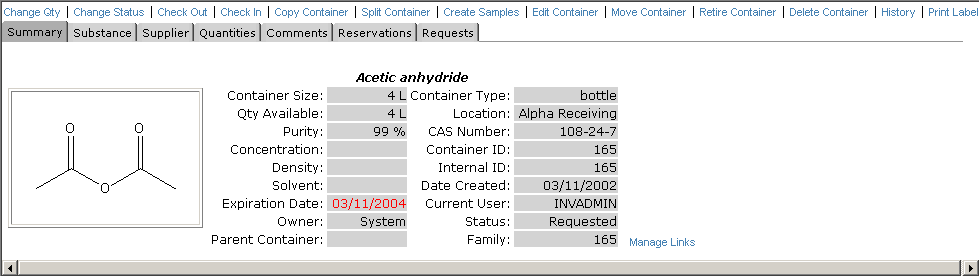 Change Qty | Change Status | Check Out | Check In | Copy Container | Split Container | Create Samples | Edit Container | Move Container | Retire Container | Delete Container | History | Print Label
Summary Substance Supplier Quantities Comments Reservations Requests
Acetic anhydride
Container Size: 4 L Container Type: bottle
Qty Available: 4 L Location: Alpha Receiving
Purity: 99 % CAS Number: 108-24-7
Concentration: Container ID: 165
Density: Internal ID: 165
Solvent: Date Created: 03/11/2002
Expiration Date: 03/11/2004 Current User: INVADMIN
Owner: System Status: Requested
Parent Container: Family: 165 Manage Links
O O
O